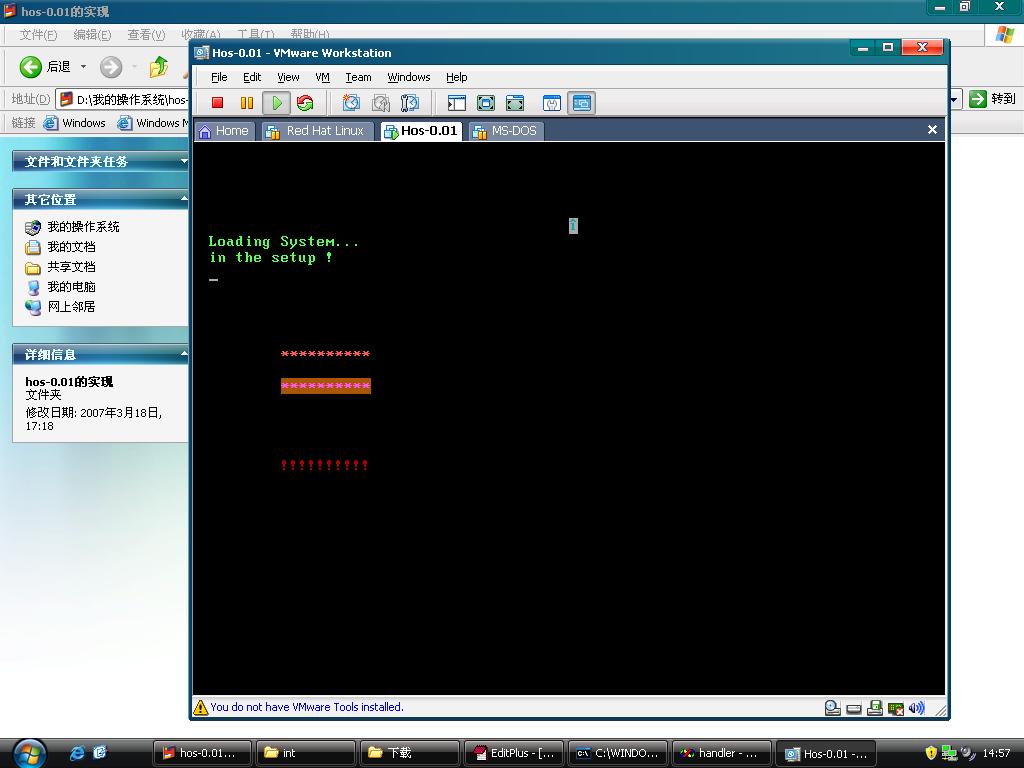 hos-0.01的实现
文件(F) 编辑(E) 查看(V) 收藏(A) 工具(T) 帮助(H)
后退
地址(D) D:\我的操作系统\hos-
转到
链接 Windows Windows M
文件和文件夹任务
其它位置
我的操作系统
我的文档
共享文档
我的电脑
网上邻居
详细信息
hos-0.01的实现
文件夹
修改日期: 2007年3月18日,
17:18
Hos-0.01 - VMware Workstation
File Edit View VM Team Windows Help
Home Red Hat Linux Hos-0.01 MS-DOS
Loading System...
in the setup !
_
**********
**********
!!!!!!!!!!
You do not have VMware Tools installed.
hos-0.01... int 下载 EditPlus - [... C:\WINDO... handler - ... Hos-0.01 -... 14:57